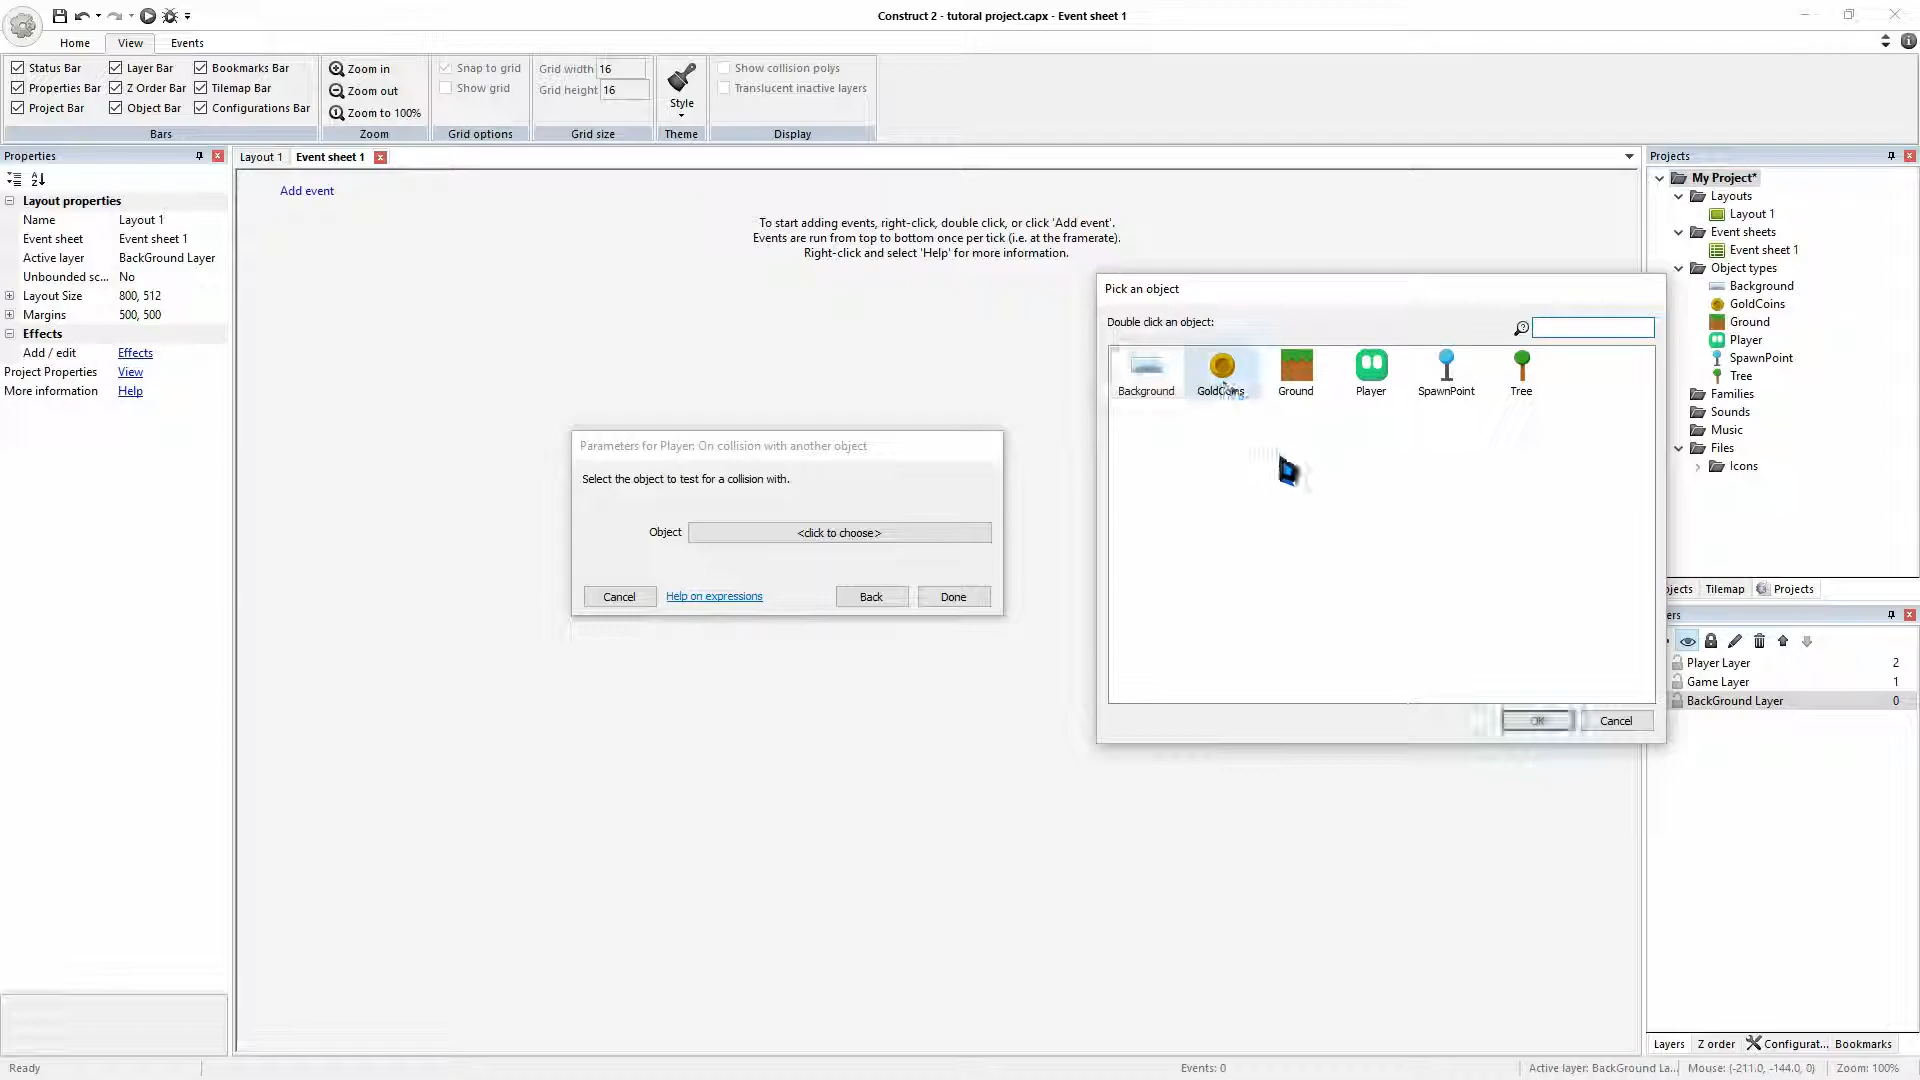 Construct 2 - tutoral project.capx - Event sheet 1
Home View Events
Status Bar Layer Bar Bookmarks Bar
Properties Bar Z Order Bar Tilemap Bar
Project Bar Object Bar Configurations Bar
Bars
Zoom in
Zoom out
Zoom to 100%
Zoom
Snap to grid
Show grid
Grid options
Grid width 16
Grid height 16
Grid size
Style
Theme
Show collision polys
Translucent inactive layers
Display
Properties
Layout properties
Name Layout 1
Event sheet Event sheet 1
Active layer BackGround Layer
Unbounded sc... No
Layout Size 800, 512
Margins 500, 500
Effects
Add / edit Effects
Project Properties View
More information Help
Layout 1 Event sheet 1
Add event
To start adding events, right-click, double click, or click 'Add event'.
Events are run from top to bottom once per tick (i.e. at the framerate).
Right-click and select 'Help' for more information.
Parameters for Player: On collision with another object
Select the object to test for a collision with.
Object <click to choose>
Cancel Help on expressions Back Done
Pick an object
Double click an object:
Background GoldCoins Ground Player SpawnPoint Tree
OK Cancel
Projects
My Project*
Layouts
Layout 1
Event sheets
Event sheet 1
Object types
Background
GoldCoins
Ground
Player
SpawnPoint
Tree
Families
Sounds
Music
Files
Icons
jects Tilemap Projects
ers
Player Layer 2
Game Layer 1
BackGround Layer 0
Layers Z order Configurat... Bookmarks
Ready Events: 0 Active layer: BackGround La... Mouse: (-211.0, -144.0, 0) Zoom: 100%